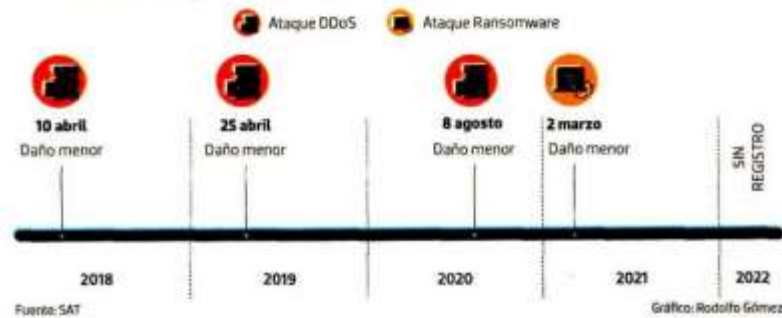 Ataque DDoS Ataque Ransomware
10 abril 25 abril 8 agosto 2 marzo
Daño menor Daño menor Daño menor Daño menor
SIN
REGISTRO
2018 2019 2020 2021 2022
Fuente: SAT Gráfico: Rodolfo Gómez